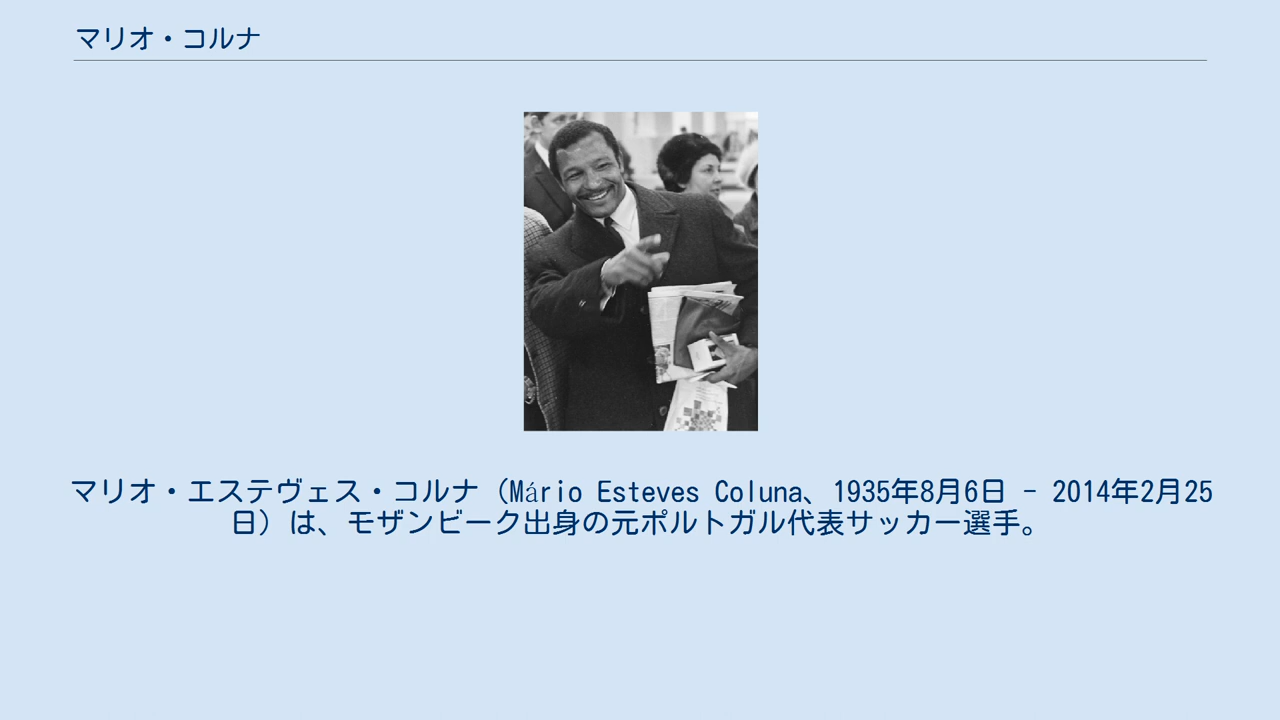 マリオ・コルナ
マリオ・エステヴェス・コルナ（Mário Esteves Coluna、1935年8月6日 - 2014年2月25
日）は、モザンビーク出身の元ポルトガル代表サッカー選手。